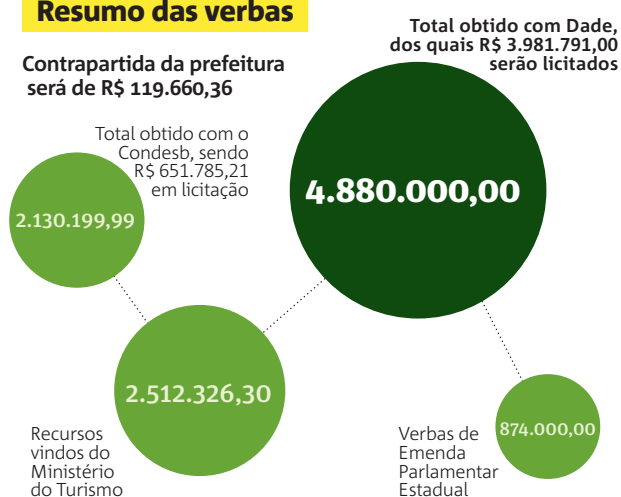 Resumo das verbas
Contrapartida da prefeitura
será de R$ 119.660,36
Total obtido com Dade,
dos quais R$ 3.981.791,00
serão licitados
4.880.000,00
Total obtido com o
Condesb, sendo
R$ 651.785,21
em licitação
2.130.199,99
2.512.326,30
Recursos
vindos do
Ministério
do Turismo
Verbas de
Emenda
Parlamentar
Estadual
874.000,00